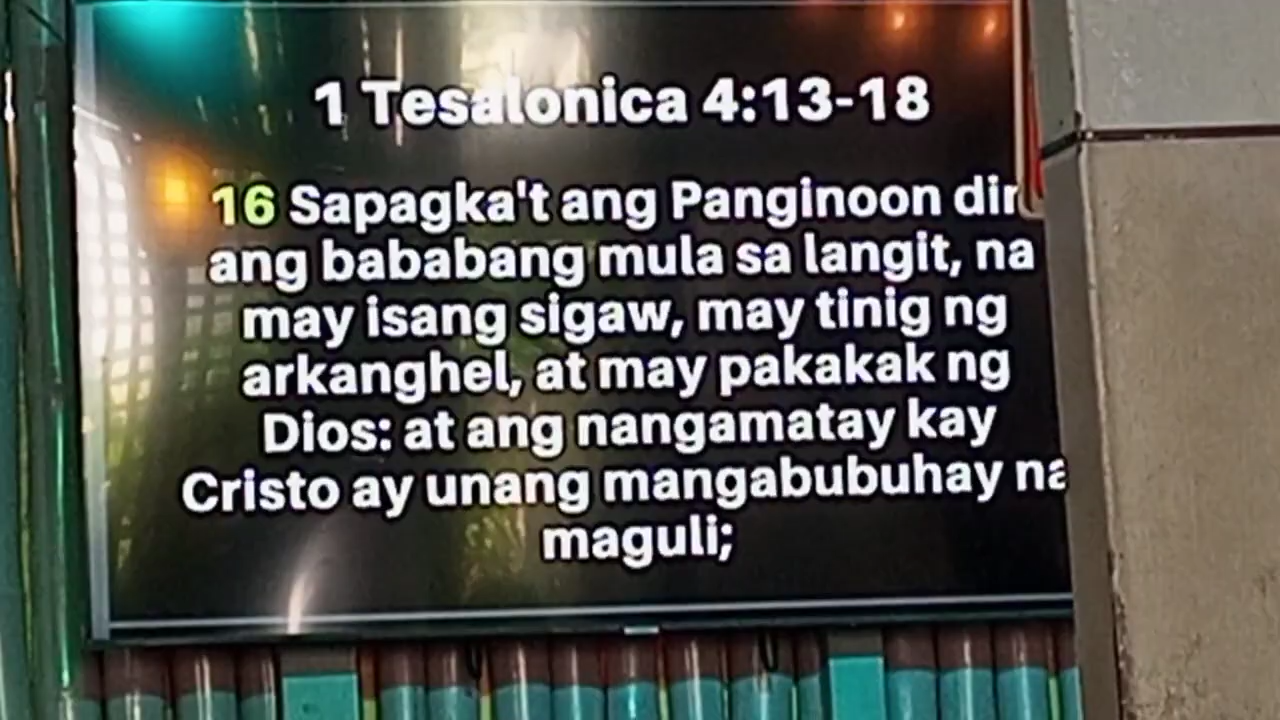 1 Tesalonica 4:13-18
16 Sapagka't ang Panginoon din
ang bababang mula sa langit, na
may isang sigaw, may tinig ng
arkanghel, at may pakakak ng
Dios: at ang nangamatay kay
Cristo ay unang mangabubuhay na
maguli;